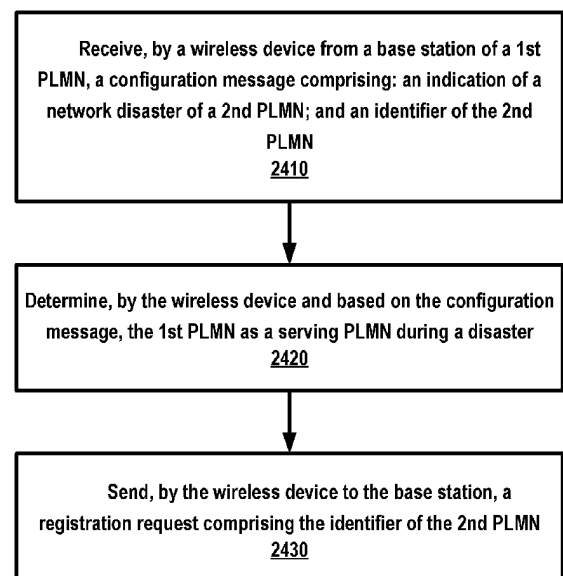 Receive, by a wireless device from a base station of a 1st
PLMN, a configuration message comprising: an indication of a
network disaster of a 2nd PLMN; and an identifier of the 2nd
PLMN
2410
Determine, by the wireless device and based on the configuration
message, the 1st PLMN as a serving PLMN during a disaster
2420
Send, by the wireless device to the base station, a
registration request comprising the identifier of the 2nd PLMN
2430